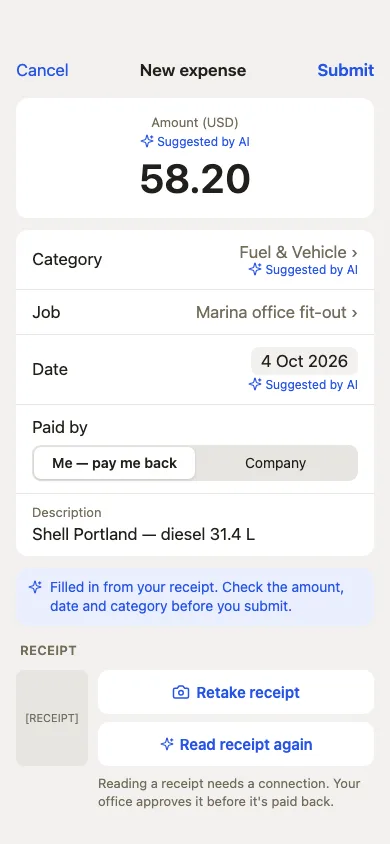 Cancel
New expense
Submit
Amount (USD)
Suggested by AI
58.20
Category
Fuel & Vehicle ›
Suggested by AI
Job
Marina office fit-out ›
Date
4 Oct 2026
Suggested by AI
Paid by
Me — pay me back
Company
Description
Shell Portland — diesel 31.4 L
Filled in from your receipt. Check the amount,
date and category before you submit.
RECEIPT
[RECEIPT]
Retake receipt
Read receipt again
Reading a receipt needs a connection. Your
office approves it before it's paid back.